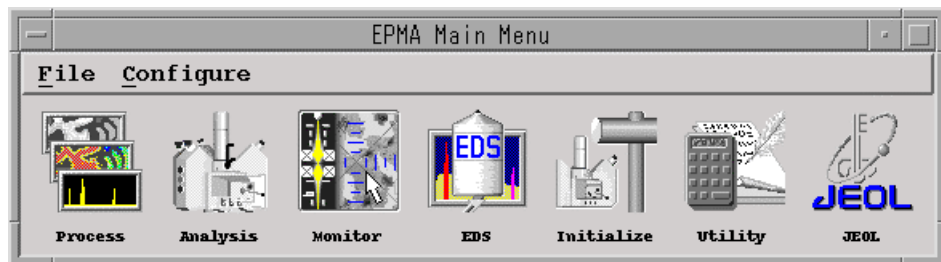 EPMA Main Menu
File Configure
EDS
JEOL
Process Analysis Monitor EDS Initialize Utility JEOL